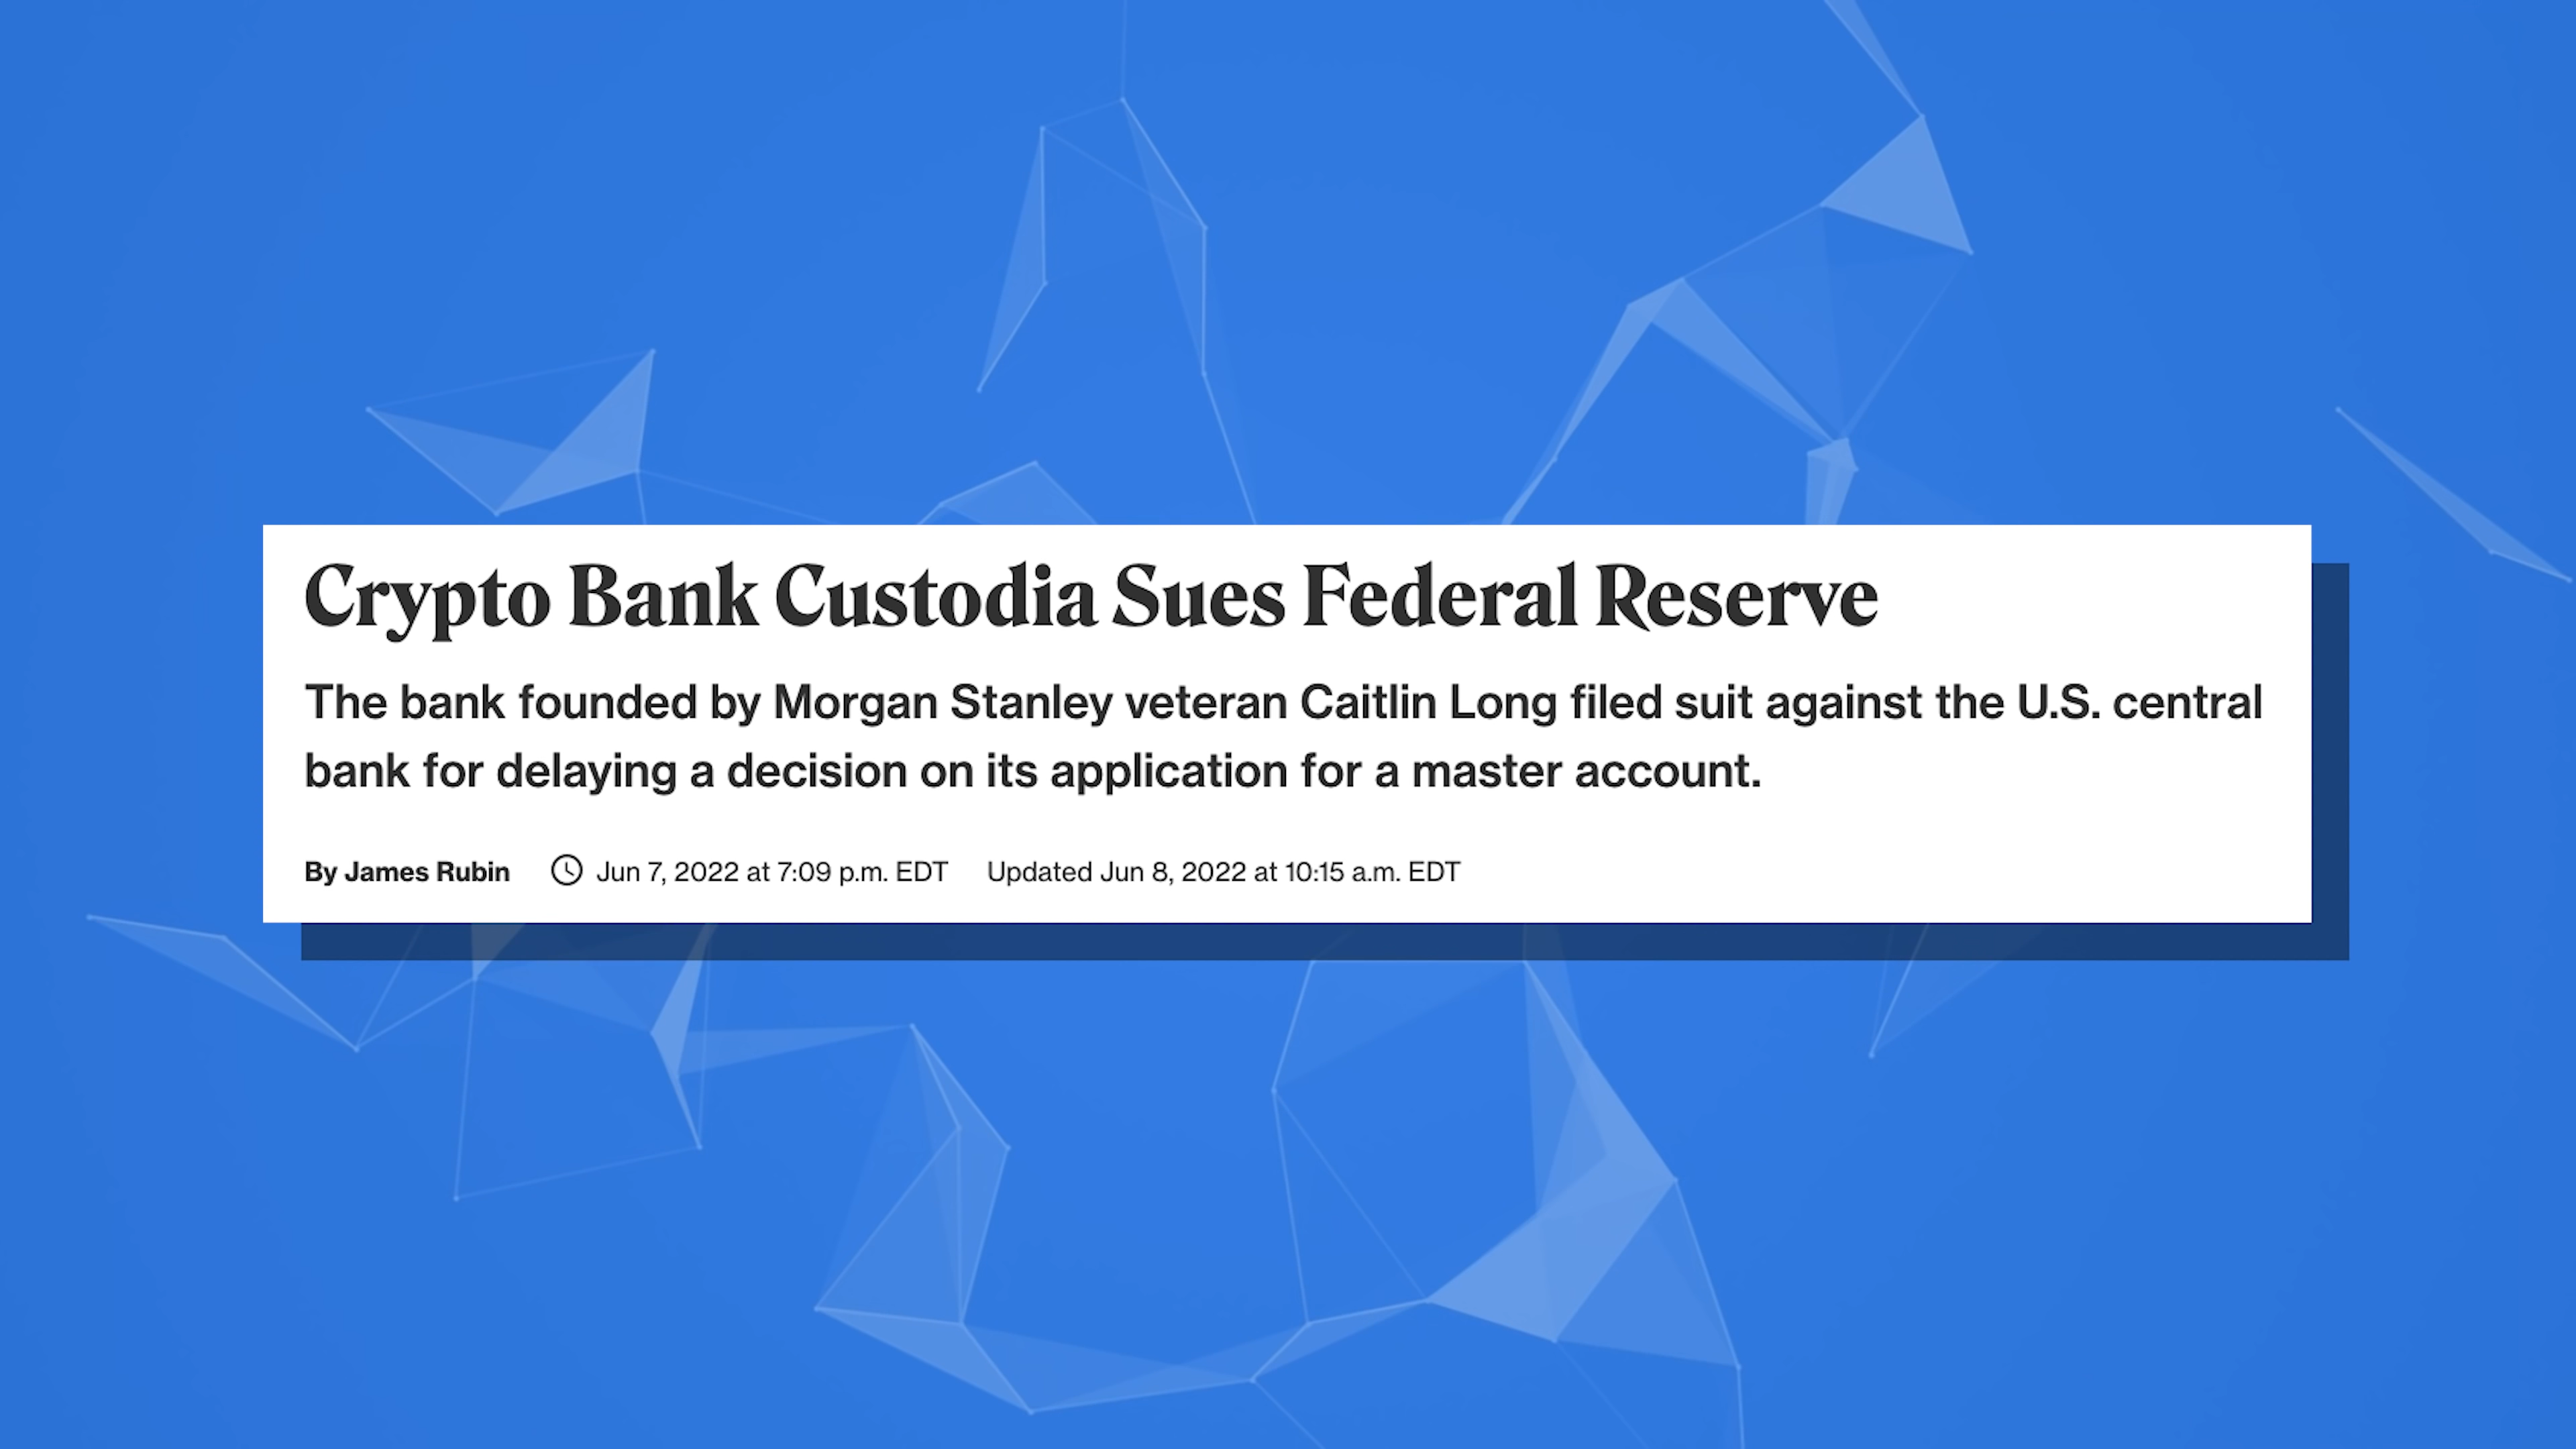 Crypto Bank Custodia Sues Federal Reserve
The bank founded by Morgan Stanley veteran Caitlin Long filed suit against the U.S. central
bank for delaying a decision on its application for a master account.
By James Rubin Jun 7, 2022 at 7:09 p.m. EDT Updated Jun 8, 2022 at 10:15 a.m. EDT